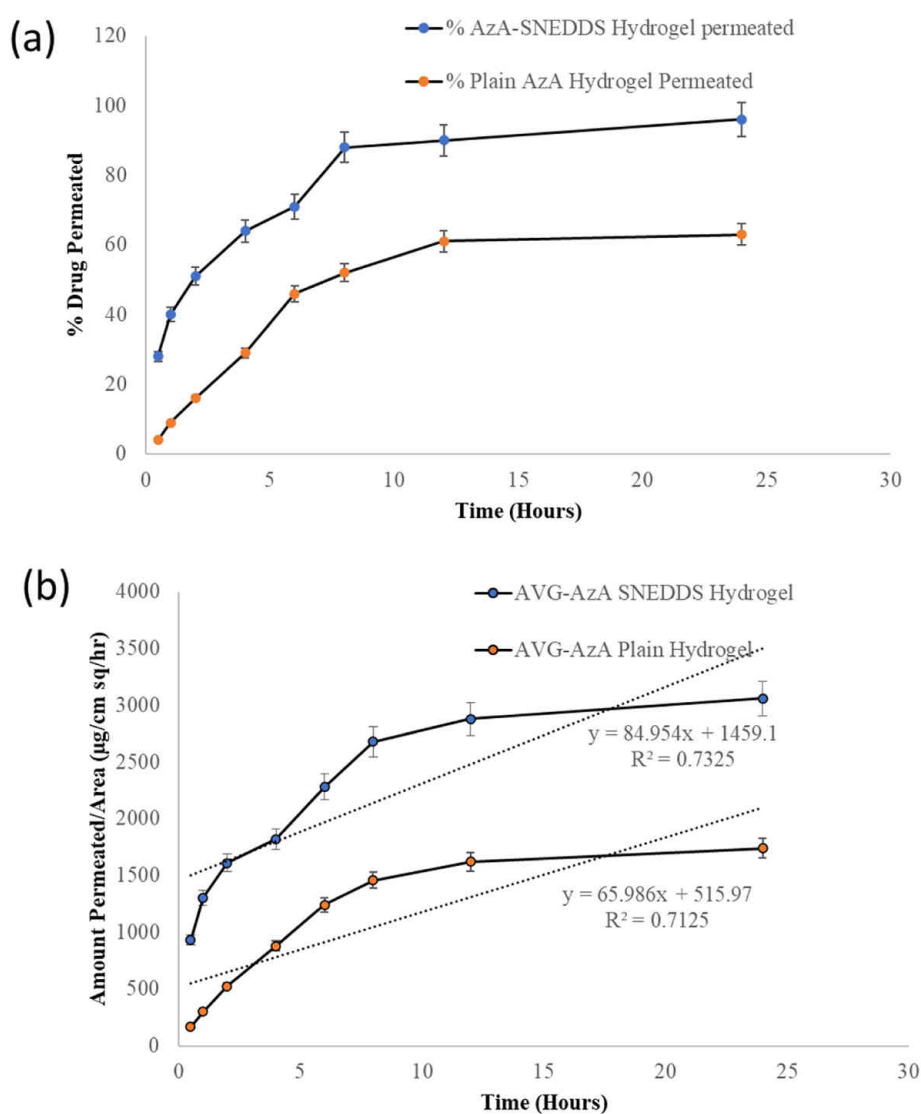 (a)
120
100
80
60
40
20
0
% Drug Permeated
% AzA-SNEDDS Hydrogel permeated
% Plain AzA Hydrogel Permeated
0 5 10 15 20 25 30
Time (Hours)
(b)
4000
3500
3000
2500
2000
1500
1000
500
0
Amount Permeated/Area (µg/cm sq/hr)
AVG-AzA SNEDDS Hydrogel
AVG-AzA Plain Hydrogel
y = 84.954x + 1459.1
R² = 0.7325
y = 65.986x + 515.97
R² = 0.7125
0 5 10 15 20 25 30
Time (Hours)